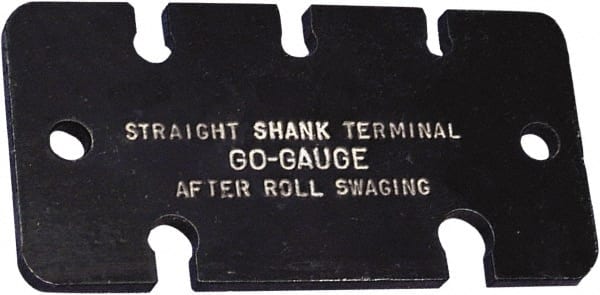 STRAIGHT SHANK TERMINAL
GO-GAUGE
AFTER ROLL SWAGING